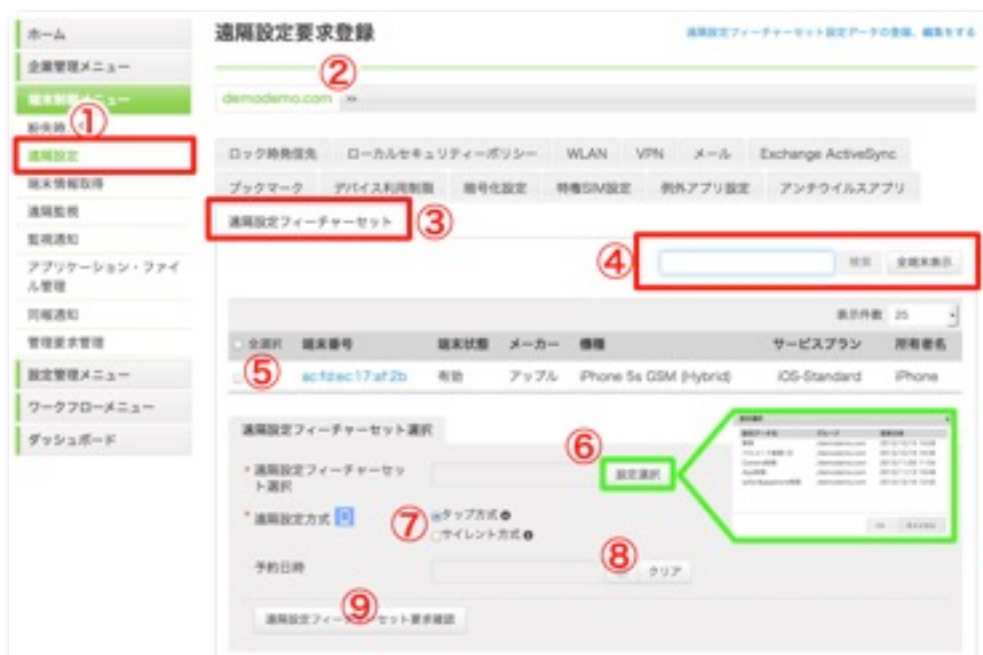 ホーム
企業管理メニュー
端末制御メニュー
①
紛失時
遠隔設定
端末情報取得
遠隔監視
監視通知
アプリケーション・ファイ
ル管理
同報通知
管理要求管理
設定管理メニュー
ワークフローメニュー
ダッシュボード
遠隔設定要求登録
遠隔設定フィーチャーセット設定データの登録、編集をする
②
demodemo.com »
ロック時発信先 ローカルセキュリティーポリシー WLAN VPN メール Exchange ActiveSync
ブックマーク デバイス利用制限 暗号化設定 特権SIM設定 例外アプリ設定 アンチウイルスアプリ
遠隔設定フィーチャーセット ③
④ 検索 全端末表示
表示件数 25
全選択 端末番号 端末状態 メーカー 機種 サービスプラン 所有者名
⑤ ac:fd:ec:17:af:2b 有効 アップル iPhone 5s GSM (Hybrid) iOS-Standard iPhone
遠隔設定フィーチャーセット選択
* 遠隔設定フィーチャーセッ
ト選択
⑥
設定選択
* 遠隔設定方式
⑦ タップ方式
サイレント方式
予約日時
⑧ クリア
⑨
遠隔設定フィーチャーセット要求確認